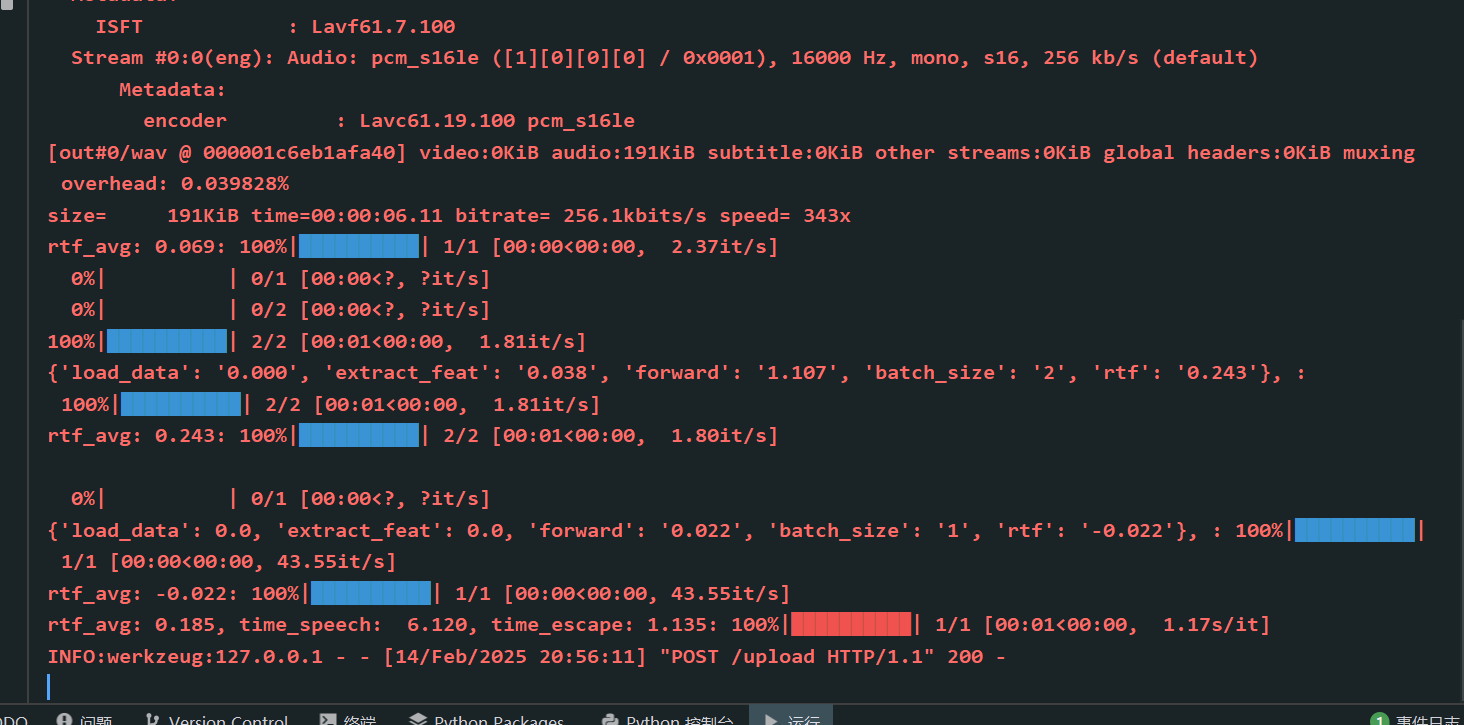 ISFT            : Lavf61.7.100
Stream #0:0(eng): Audio: pcm_s16le ([1][0][0][0] / 0x0001), 16000 Hz, mono, s16, 256 kb/s (default)
Metadata:
encoder         : Lavc61.19.100 pcm_s16le
[out#0/wav @ 000001c6eb1afa40] video:0KiB audio:191KiB subtitle:0KiB other streams:0KiB global headers:0KiB muxing
overhead: 0.039828%
size=     191KiB time=00:00:06.11 bitrate= 256.1kbits/s speed= 343x
rtf_avg: 0.069: 100%|██████████| 1/1 [00:00<00:00,  2.37it/s]
0%|          | 0/1 [00:00<?, ?it/s]
0%|          | 0/2 [00:00<?, ?it/s]
100%|██████████| 2/2 [00:01<00:00,  1.81it/s]
{'load_data': '0.000', 'extract_feat': '0.038', 'forward': '1.107', 'batch_size': '2', 'rtf': '0.243'}, :
100%|██████████| 2/2 [00:01<00:00,  1.81it/s]
rtf_avg: 0.243: 100%|██████████| 2/2 [00:01<00:00,  1.80it/s]
0%|          | 0/1 [00:00<?, ?it/s]
{'load_data': 0.0, 'extract_feat': 0.0, 'forward': '0.022', 'batch_size': '1', 'rtf': '-0.022'}, : 100%|██████████|
1/1 [00:00<00:00, 43.55it/s]
rtf_avg: -0.022: 100%|██████████| 1/1 [00:00<00:00, 43.55it/s]
rtf_avg: 0.185, time_speech:  6.120, time_escape: 1.135: 100%|██████████| 1/1 [00:01<00:00,  1.17s/it]
INFO:werkzeug:127.0.0.1 - - [14/Feb/2025 20:56:11] "POST /upload HTTP/1.1" 200 -
问题 Version Control 终端 Python Packages Python 控制台 运行 1 事件日志